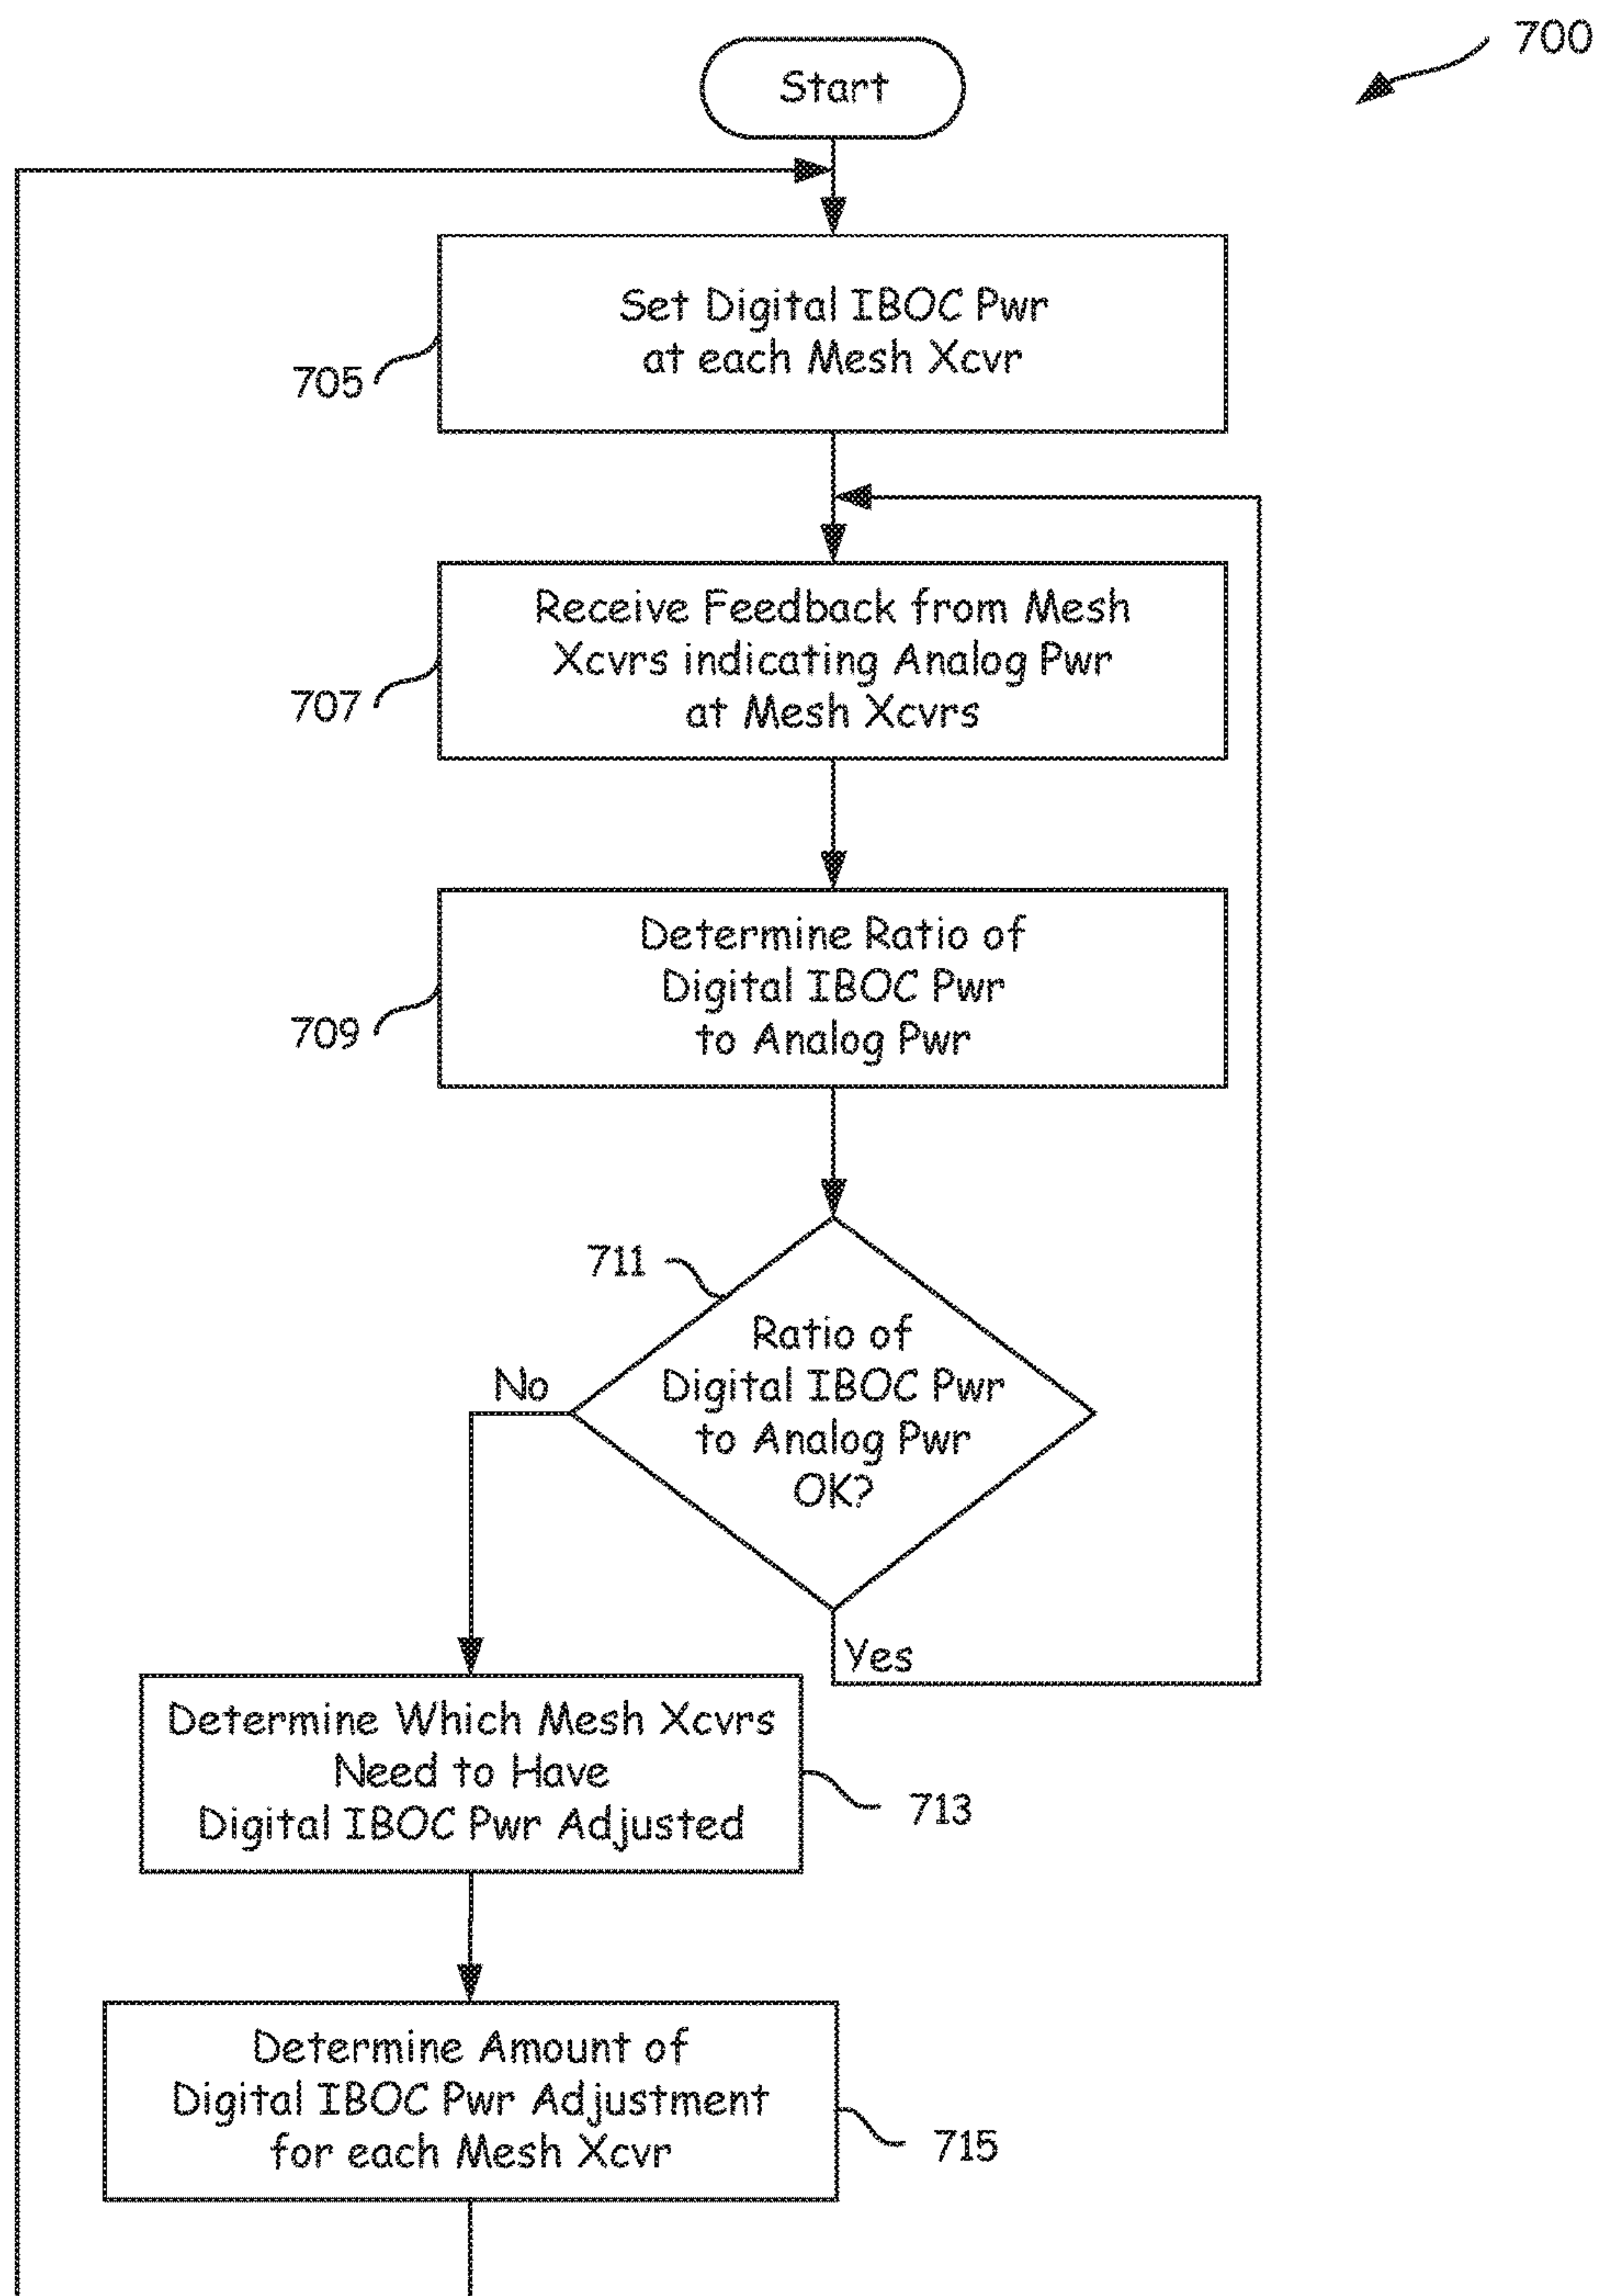 700
Start
Set Digital IBOC Pwr
at each Mesh Xcvr
705
Receive Feedback from Mesh
Xcvrs indicating Analog Pwr
at Mesh Xcvrs
707
Determine Ratio of
Digital IBOC Pwr
to Analog Pwr
709
711
Ratio of
Digital IBOC Pwr
to Analog Pwr
OK?
No
Yes
Determine Which Mesh Xcvrs
Need to Have
Digital IBOC Pwr Adjusted
713
Determine Amount of
Digital IBOC Pwr Adjustment
for each Mesh Xcvr
715